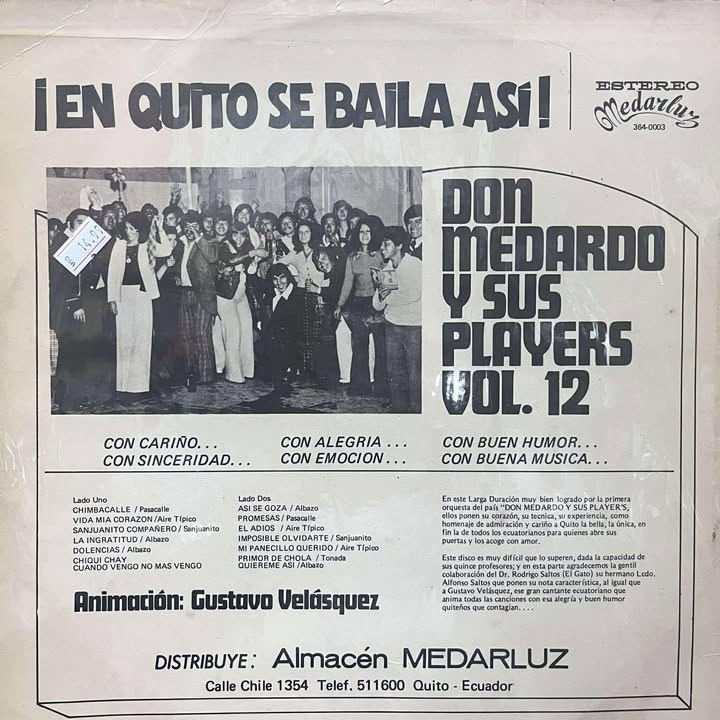 ¡EN QUITO SE BAILA ASÍ!
ESTEREO
Medarluz
364-0003
14.99
USD
DON
MEDARDO
Y SUS
PLAYERS
VOL. 12
CON CARIÑO... CON ALEGRIA ... CON BUEN HUMOR...
CON SINCERIDAD... CON EMOCION... CON BUENA MUSICA...
Lado Uno
CHIMBACALLE / Pasacalle
VIDA MIA CORAZON /Aire Típico
SANJUANITO COMPAÑERO / Sanjuanito
LA INGRATITUD / Albazo
DOLENCIAS / Albazo
CHIQUI CHAY
CUANDO VENGO NO MAS VENGO
Lado Dos
ASI SE GOZA / Albazo
PROMESAS / Pasacalle
EL ADIOS / Aire Típico
IMPOSIBLE OLVIDARTE / Sanjuanito
MI PANECILLO QUERIDO / Aire Típico
PRIMOR DE CHOLA / Tonada
QUIEREME ASI / Albazo
En este Larga Duración muy bien logrado por la primera
orquesta del país "DON MEDARDO Y SUS PLAYER'S,
ellos ponen su corazón, su tecnica, su experiencia, como
homenaje de admiración y cariño a Quito la bella, la única, en
fin la de todos los ecuatorianos para quienes abre sus
puertas y los acoge con amor.
Este disco es muy difícil que lo superen, dada la capacidad de
sus quince profesores; y en esta parte agradecemos la gentil
colaboración del Dr. Rodrigo Saltos (El Gato) su hermano Lcdo.
Alfonso Saltos que ponen su nota característica, al igual que
a Gustavo Velásquez, ese gran cantante ecuatoriano que
anima todas las canciones con esa alegría y buen humor
quiteños que contagian....
Animación: Gustavo Velásquez
DISTRIBUYE: Almacén MEDARLUZ
Calle Chile 1354 Telef. 511600 Quito - Ecuador